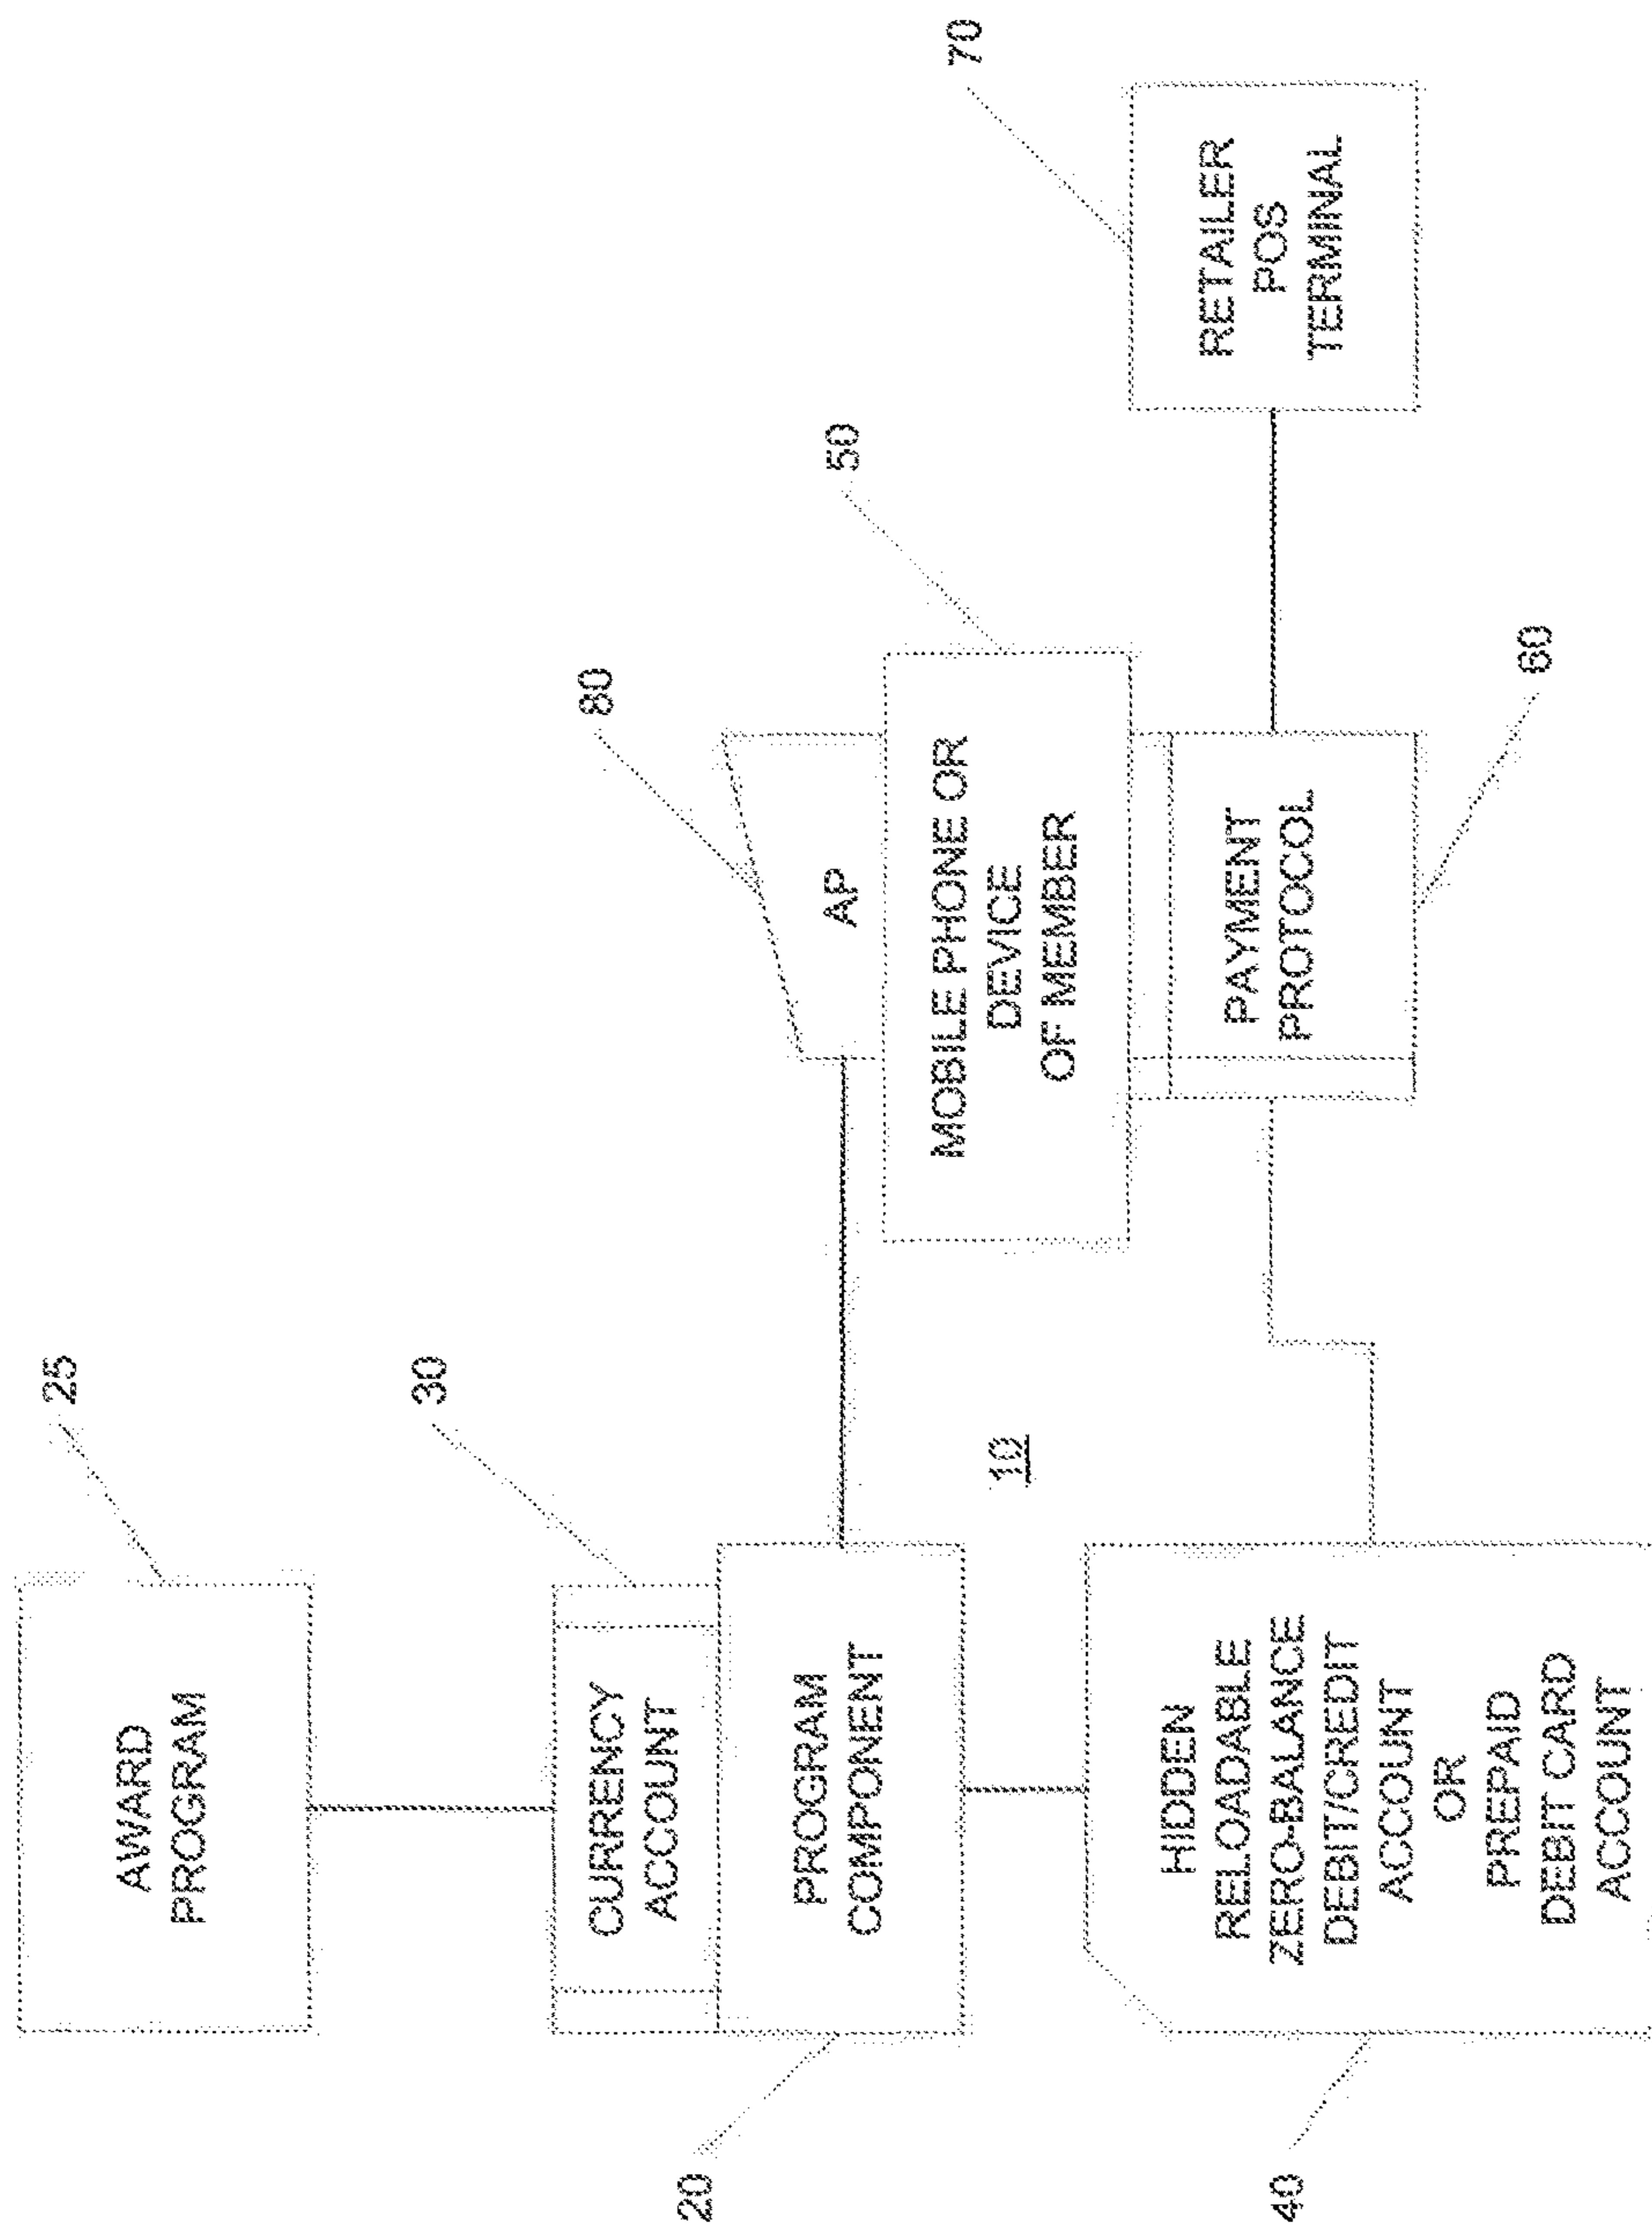 25
AWARD
PROGRAM
30
CURRENCY
ACCOUNT
20
PROGRAM
COMPONENT
10
40
HIDDEN
RELOADABLE
ZERO-BALANCE
DEBIT/CREDIT
ACCOUNT
OR
PREPAID
DEBIT CARD
ACCOUNT
80
AP
50
MOBILE PHONE OR
DEVICE
OF MEMBER
PAYMENT
PROTOCOL
60
70
RETAILER
POS
TERMINAL